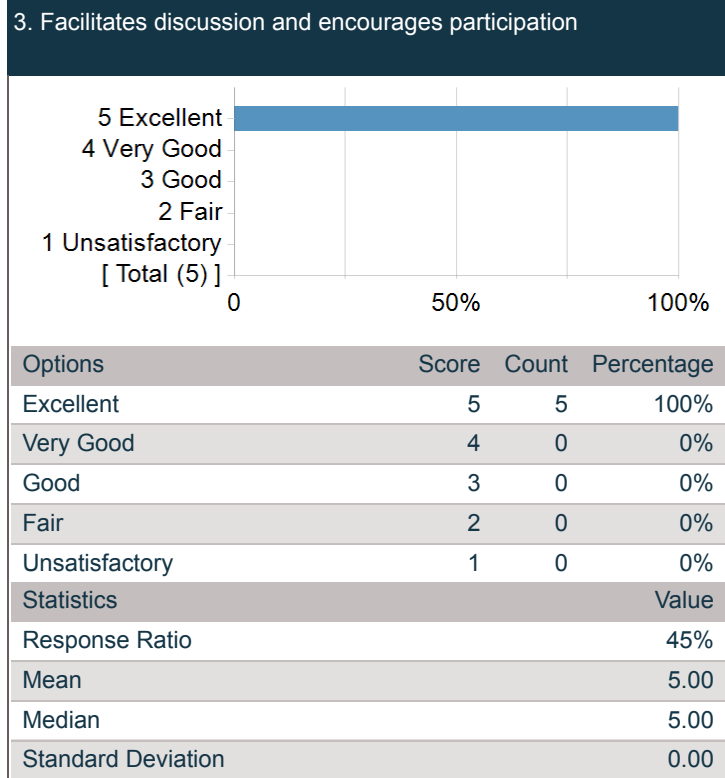 3. Facilitates discussion and encourages participation
5 Excellent
4 Very Good
3 Good
2 Fair
1 Unsatisfactory
[ Total (5) ]
0 50% 100%
Options Score Count Percentage
Excellent 5 5 100%
Very Good 4 0 0%
Good 3 0 0%
Fair 2 0 0%
Unsatisfactory 1 0 0%
Statistics Value
Response Ratio 45%
Mean 5.00
Median 5.00
Standard Deviation 0.00